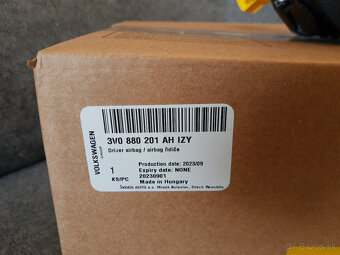 VOLKSWAGEN
3V0 880 201 AH IZY
Driver airbag / airbag řidiče
Production date: 2023/09
Expiry date: NONE
20230901
Made in Hungary
1
KS/PC
ŠKODA AUTO a.s. Mladá Boleslav, Czech Republic